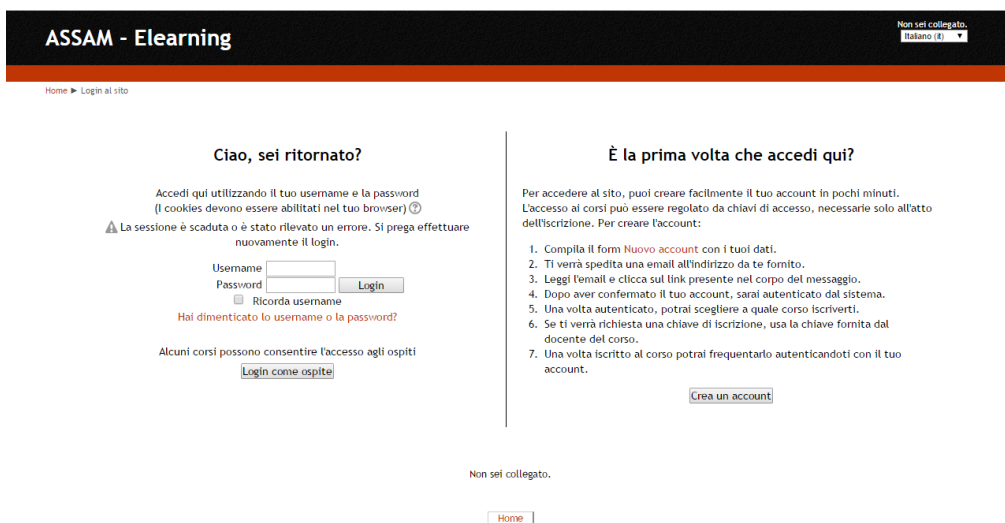 Non sei collegato.
ASSAM - Elearning
Italiano (it)
Home ► Login al sito
Ciao, sei ritornato?
Accedi qui utilizzando il tuo username e la password
(I cookies devono essere abilitati nel tuo browser)
La sessione è scaduta o è stato rilevato un errore. Si prega effettuare
nuovamente il login.
Username
Password
Login
Ricorda username
Hai dimenticato lo username o la password?
Alcuni corsi possono consentire l'accesso agli ospiti
Login come ospite
È la prima volta che accedi qui?
Per accedere al sito, puoi creare facilmente il tuo account in pochi minuti.
L'accesso ai corsi può essere regolato da chiavi di accesso, necessarie solo all'atto
dell'iscrizione. Per creare l'account:
1. Compila il form Nuovo account con i tuoi dati.
2. Ti verrà spedita una email all'indirizzo da te fornito.
3. Leggi l'email e clicca sul link presente nel corpo del messaggio.
4. Dopo aver confermato il tuo account, sarai autenticato dal sistema.
5. Una volta autenticato, potrai scegliere a quale corso iscriverti.
6. Se ti verrà richiesta una chiave di iscrizione, usa la chiave fornita dal
docente del corso.
7. Una volta iscritto al corso potrai frequentarlo autenticandoti con il tuo
account.
Crea un account
Non sei collegato.
Home